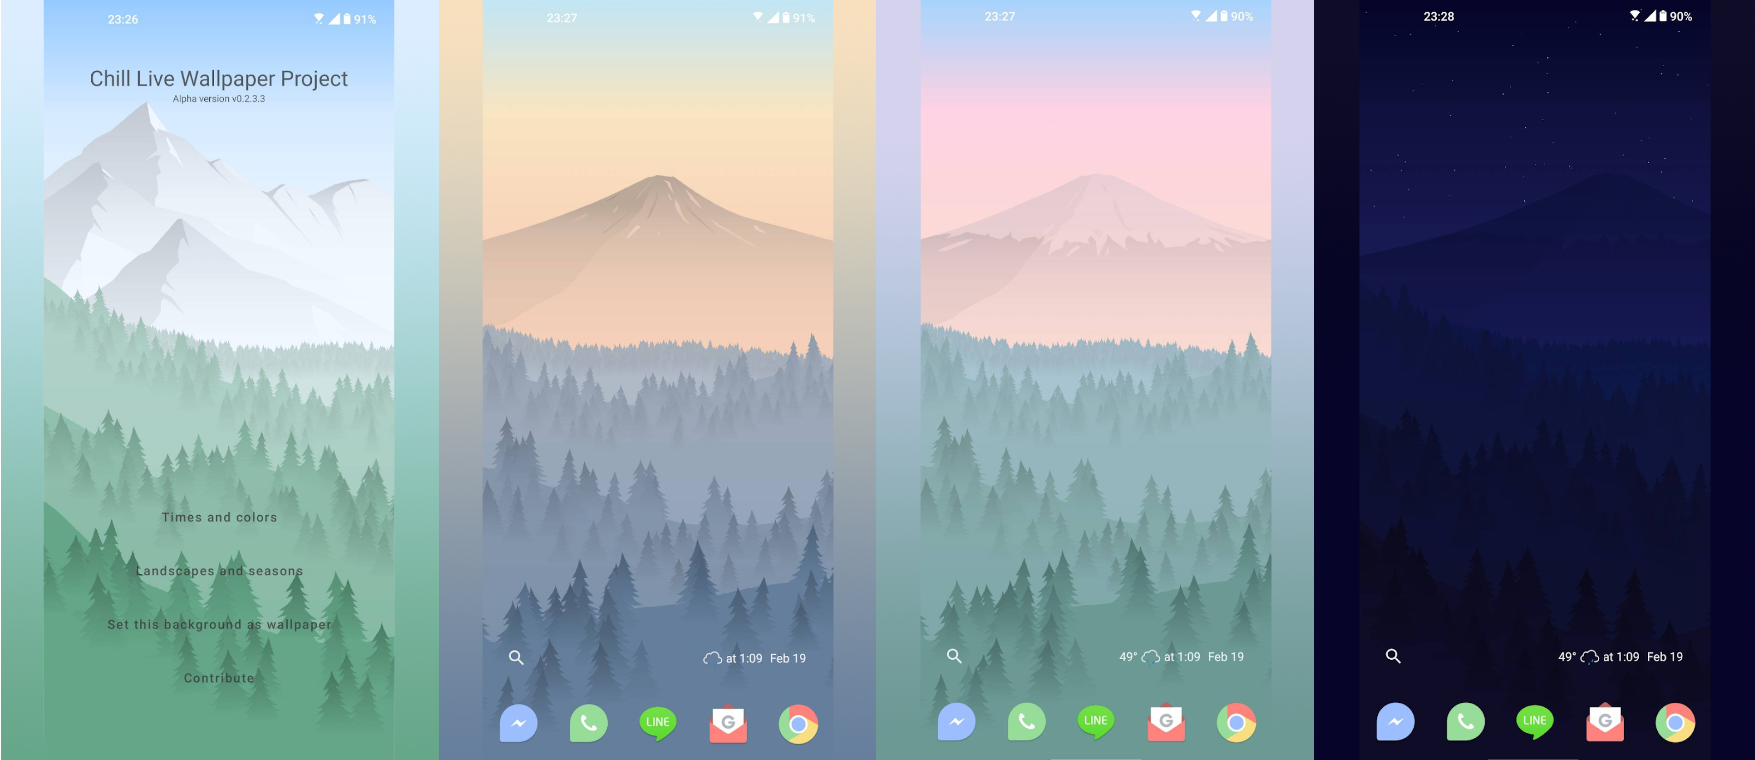 23:26
91%
Chill Live Wallpaper Project
Alpha version v0.2.3.3
Times and colors
Landscapes and seasons
Set this background as wallpaper
Contribute
23:27
91%
at 1:09 Feb 19
LINE
G
23:27
90%
49° at 1:09 Feb 19
LINE
G
23:28
90%
49° at 1:09 Feb 19
LINE
G